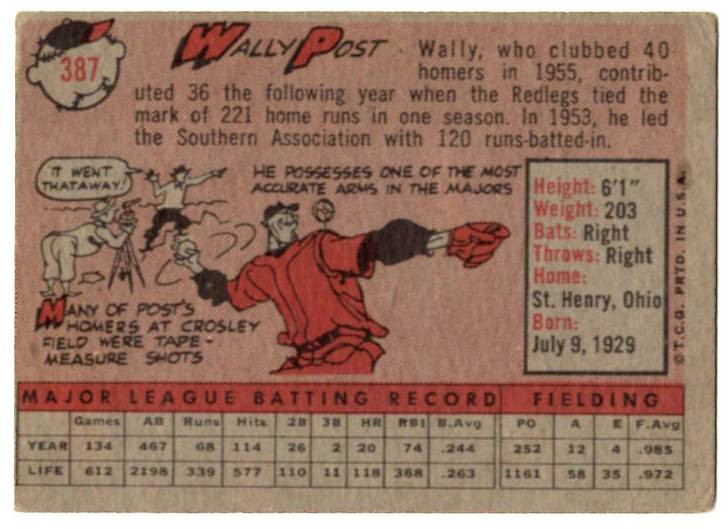 387
WALLY POST - Wally, who clubbed 40
homers in 1955, contrib-
uted 36 the following year when the Redlegs tied the
mark of 221 home runs in one season. In 1953, he led
the Southern Association with 120 runs-batted-in.
IT WENT
THATAWAY!
HE POSSESSES ONE OF THE MOST
ACCURATE ARMS IN THE MAJORS
MANY OF POST'S
HOMERS AT CROSLEY
FIELD WERE TAPE-
MEASURE SHOTS
Height: 6'1"
Weight: 203
Bats: Right
Throws: Right
Home:
St. Henry, Ohio
Born:
July 9, 1929
© T.C.G. PRTD. IN U.S.A.
MAJOR LEAGUE BATTING RECORD FIELDING
Games AB Runs Hits 2B 3B HR RBI B.Avg PO A E F.Avg
YEAR 134 467 68 114 26 2 20 74 .244 252 12 4 .985
LIFE 612 2198 339 577 110 11 118 368 .263 1161 58 35 .972